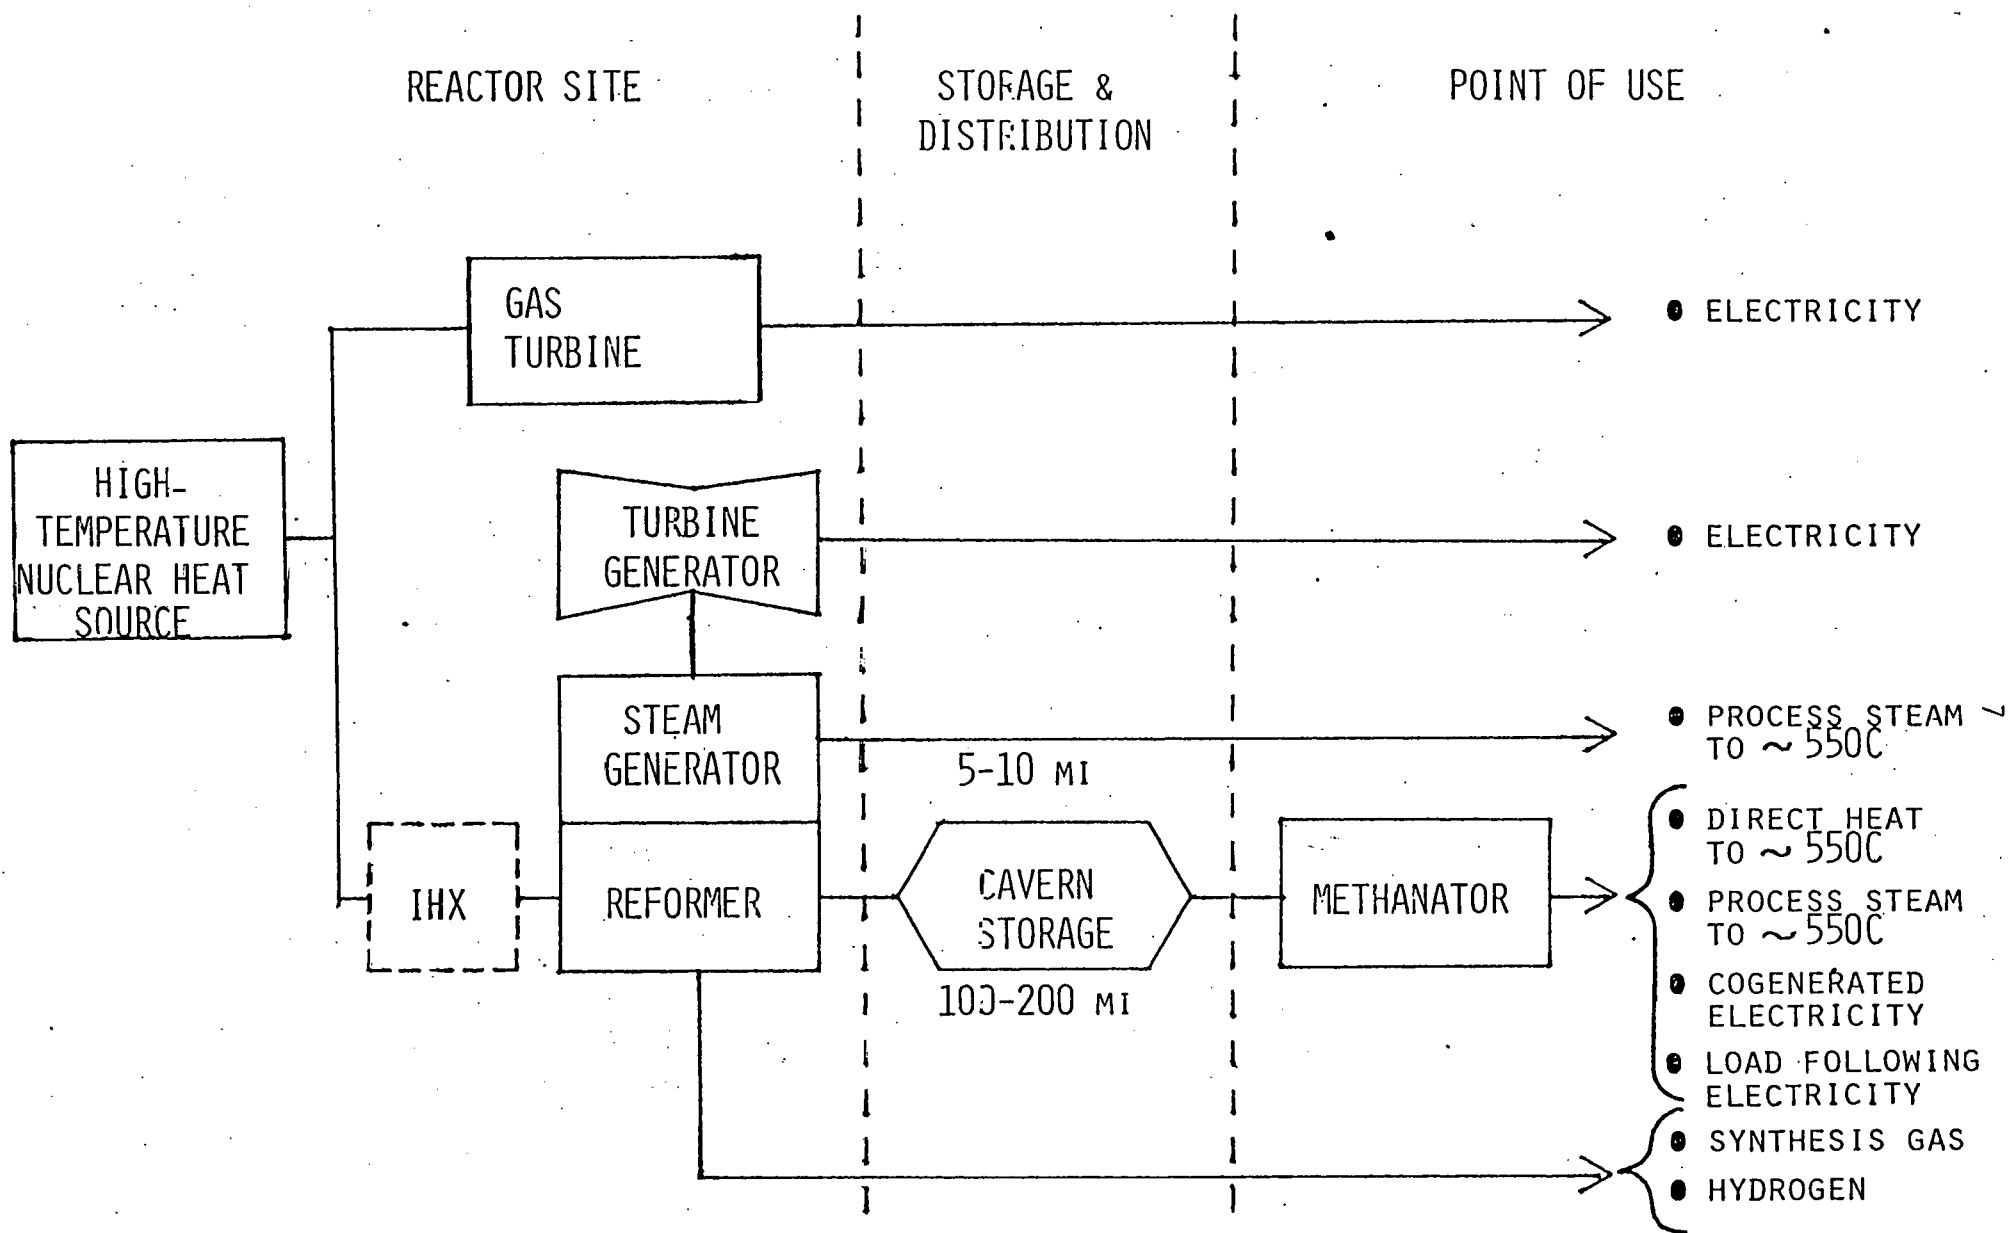 REACTOR SITE
STORAGE &
DISTRIBUTION
POINT OF USE
GAS
TURBINE
● ELECTRICITY
HIGH-
TEMPERATURE
NUCLEAR HEAT
SOURCE
TURBINE
GENERATOR
● ELECTRICITY
STEAM
GENERATOR
5-10 MI
● PROCESS STEAM
TO ~ 550C
IHX
REFORMER
CAVERN
STORAGE
100-200 MI
METHANATOR
● DIRECT HEAT
TO ~ 550C
● PROCESS STEAM
TO ~ 550C
● COGENERATED
ELECTRICITY
● LOAD FOLLOWING
ELECTRICITY
● SYNTHESIS GAS
● HYDROGEN